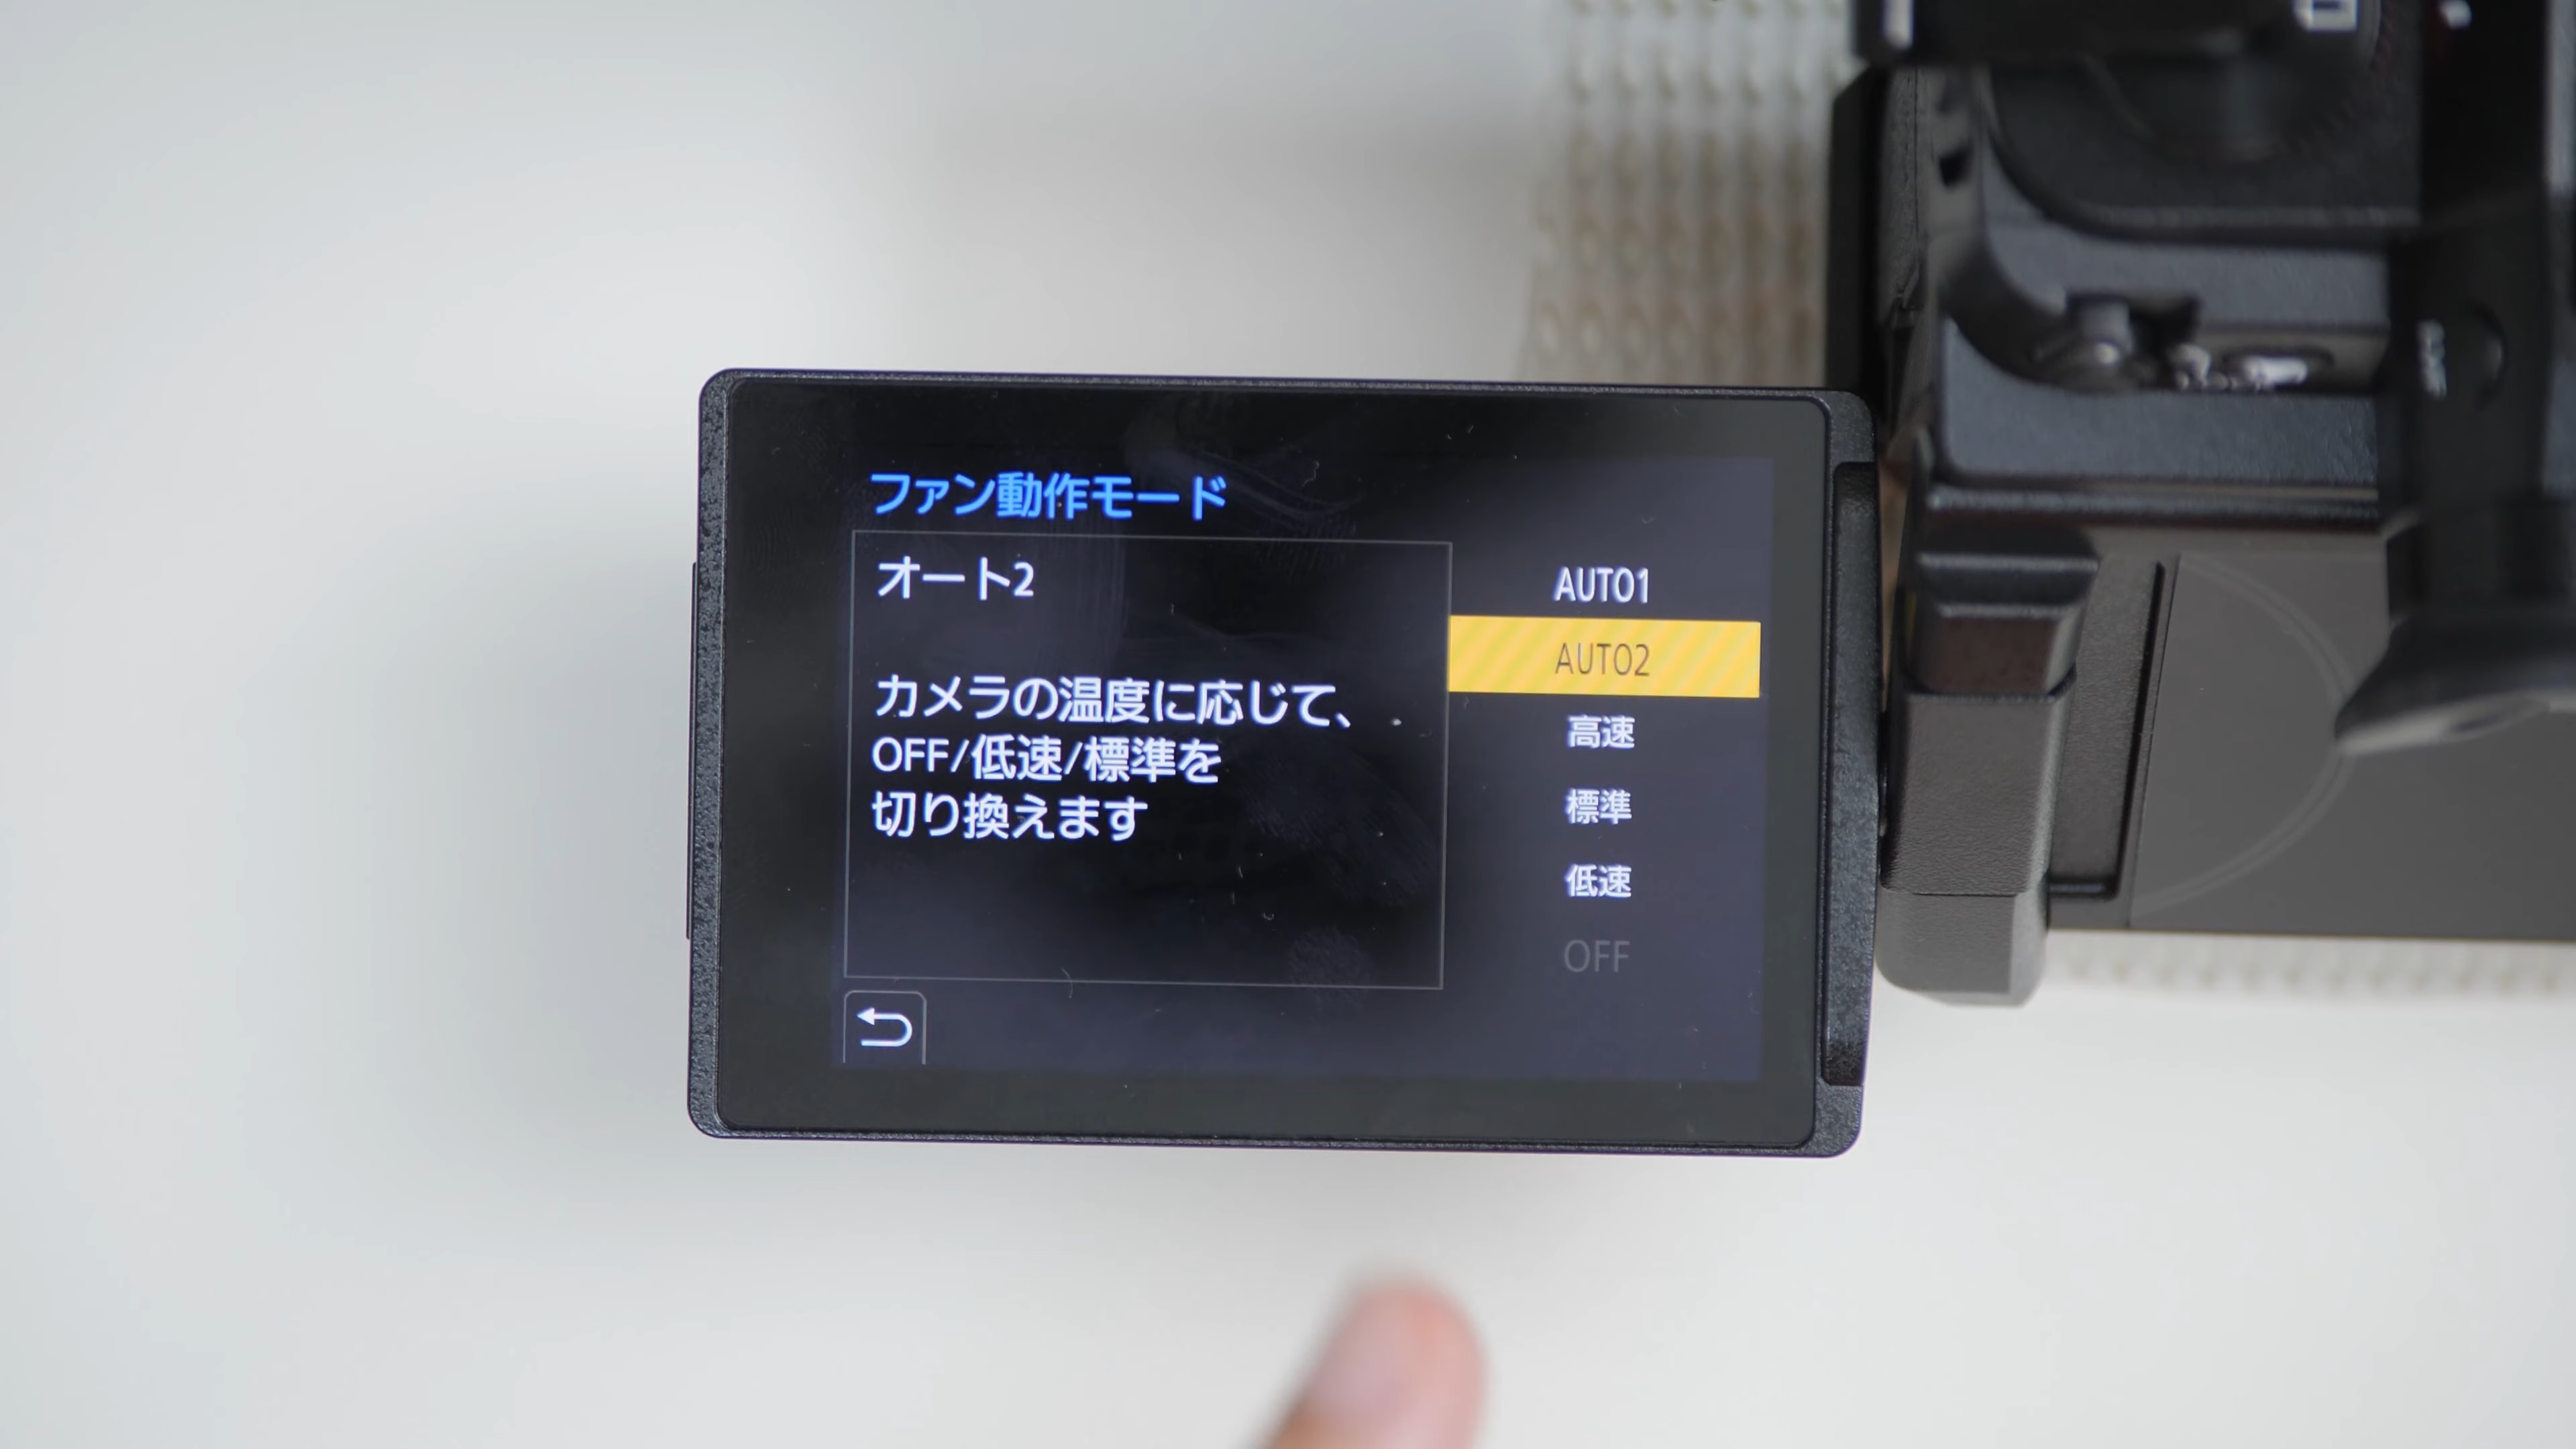 ファン動作モード
オート2
カメラの温度に応じて、
OFF/低速/標準を
切り換えます
AUTO1
AUTO2
高速
標準
低速
OFF